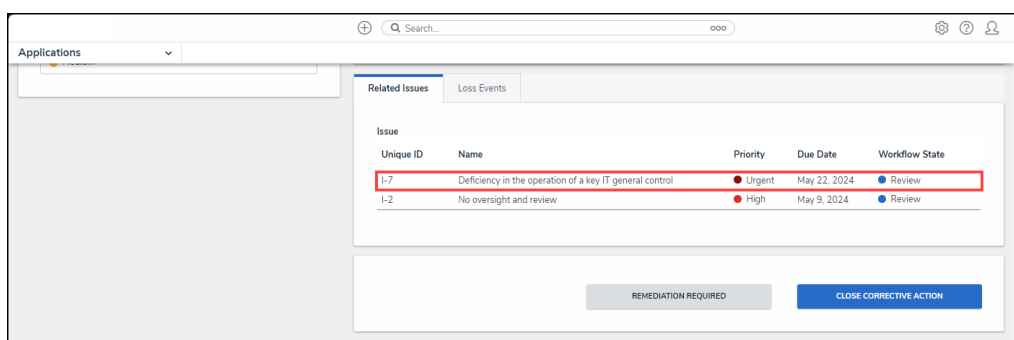 Search...
Applications
Related Issues Loss Events
Issue
Unique ID Name Priority Due Date Workflow State
I-7 Deficiency in the operation of a key IT general control Urgent May 22, 2024 Review
I-2 No oversight and review High May 9, 2024 Review
REMEDIATION REQUIRED CLOSE CORRECTIVE ACTION